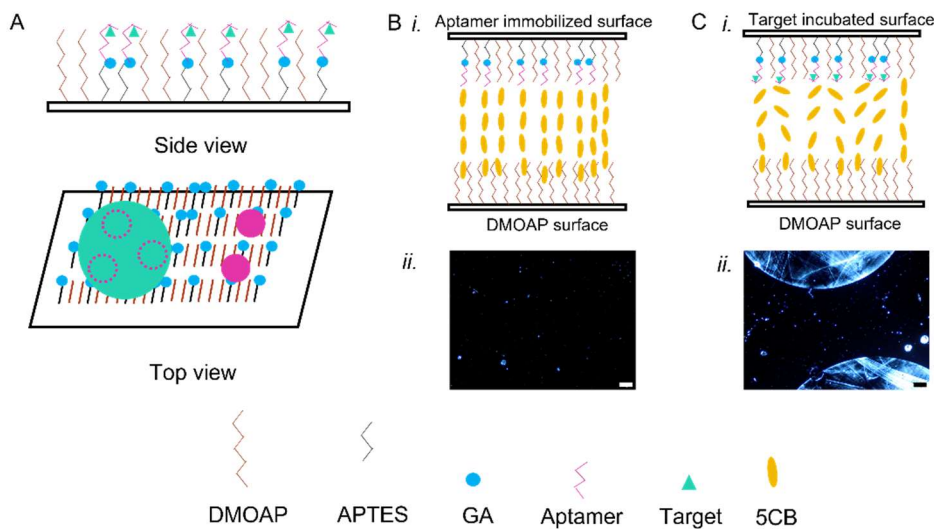 A
Side view
Top view
B i. Aptamer immobilized surface
DMOAP surface
ii.
C i. Target incubated surface
DMOAP surface
ii.
DMOAP APTES GA Aptamer Target 5CB